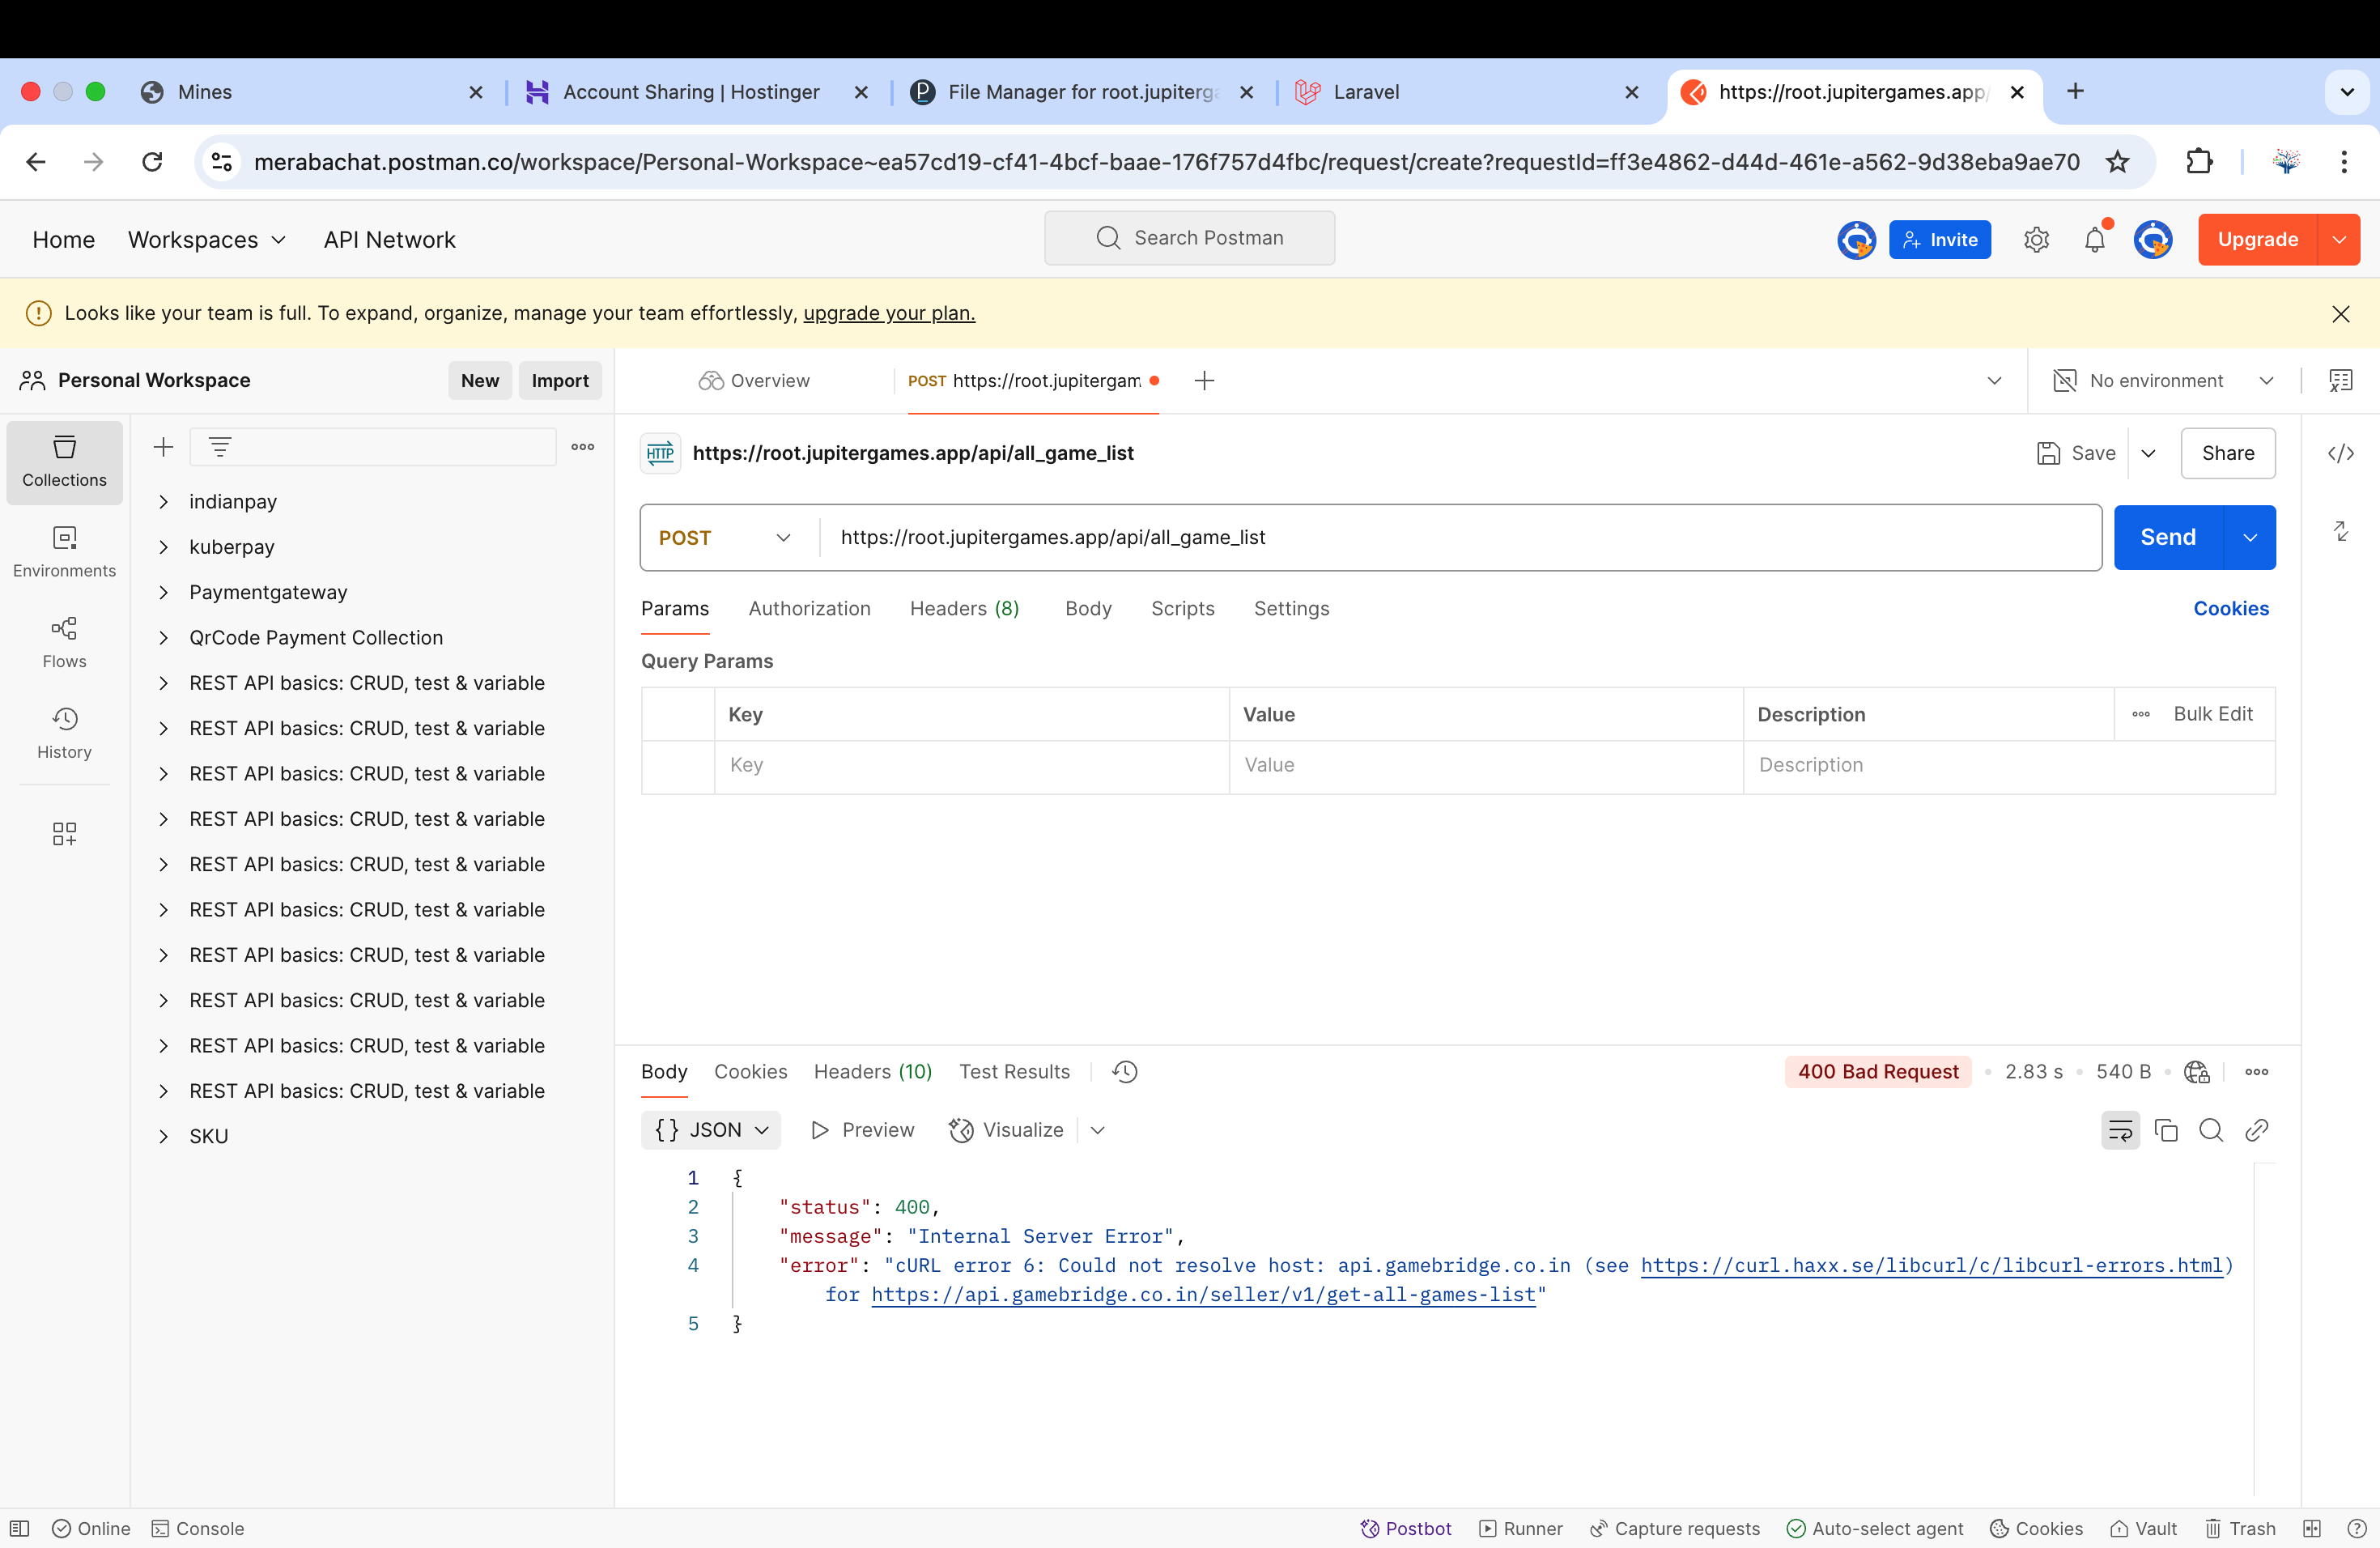 Mines
Account Sharing | Hostinger
File Manager for root.jupiterga
Laravel
https://root.jupitergames.app/
merabachat.postman.co/workspace/Personal-Workspace~ea57cd19-cf41-4bcf-baae-176f757d4fbc/request/create?requestId=ff3e4862-d44d-461e-a562-9d38eba9ae70
Home Workspaces API Network
Search Postman
Invite
Upgrade
Looks like your team is full. To expand, organize, manage your team effortlessly, upgrade your plan.
Personal Workspace
New Import
Overview
POST https://root.jupitergam
No environment
Collections
Environments
Flows
History
indianpay
kuberpay
Paymentgateway
QrCode Payment Collection
REST API basics: CRUD, test & variable
REST API basics: CRUD, test & variable
REST API basics: CRUD, test & variable
REST API basics: CRUD, test & variable
REST API basics: CRUD, test & variable
REST API basics: CRUD, test & variable
REST API basics: CRUD, test & variable
REST API basics: CRUD, test & variable
REST API basics: CRUD, test & variable
REST API basics: CRUD, test & variable
SKU
HTTP https://root.jupitergames.app/api/all_game_list
Save Share
POST https://root.jupitergames.app/api/all_game_list
Send
Params Authorization Headers (8) Body Scripts Settings Cookies
Query Params
Key Value Description Bulk Edit
Key Value Description
Body Cookies Headers (10) Test Results
400 Bad Request • 2.83 s • 540 B
{} JSON Preview Visualize
1 {
2 "status": 400,
3 "message": "Internal Server Error",
4 "error": "cURL error 6: Could not resolve host: api.gamebridge.co.in (see https://curl.haxx.se/libcurl/c/libcurl-errors.html)
for https://api.gamebridge.co.in/seller/v1/get-all-games-list"
5 }
Online Console
Postbot Runner Capture requests Auto-select agent Cookies Vault Trash